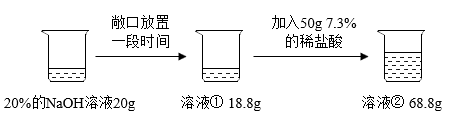 敞口放置
一段时间
加入50g 7.3%
的稀盐酸
20%的NaOH溶液20g
溶液① 18.8g
溶液② 68.8g